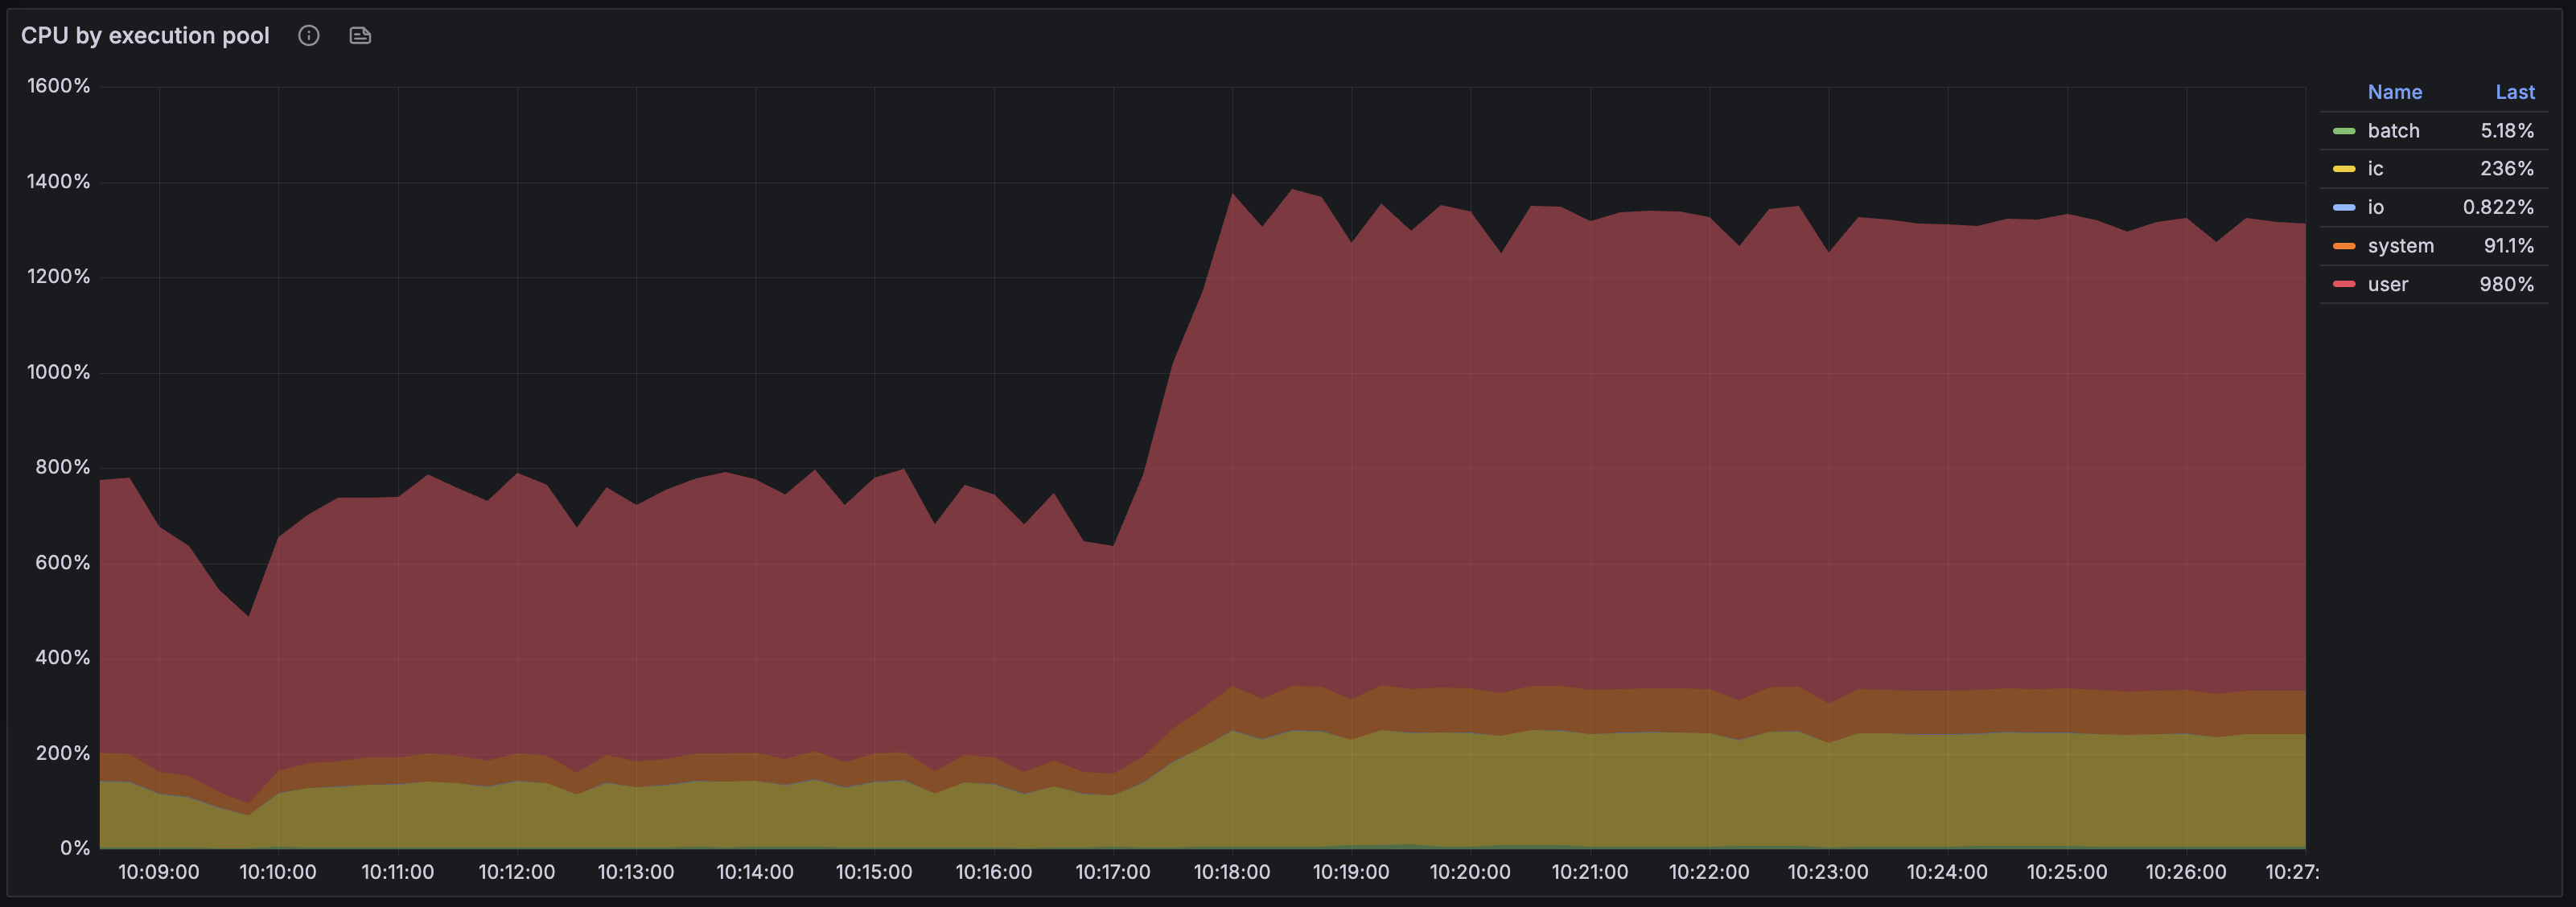 CPU by execution pool
1600%
1400%
1200%
1000%
800%
600%
400%
200%
0%
10:09:00 10:10:00 10:11:00 10:12:00 10:13:00 10:14:00 10:15:00 10:16:00 10:17:00 10:18:00 10:19:00 10:20:00 10:21:00 10:22:00 10:23:00 10:24:00 10:25:00 10:26:00 10:27:
Name Last
batch 5.18%
ic 236%
io 0.822%
system 91.1%
user 980%